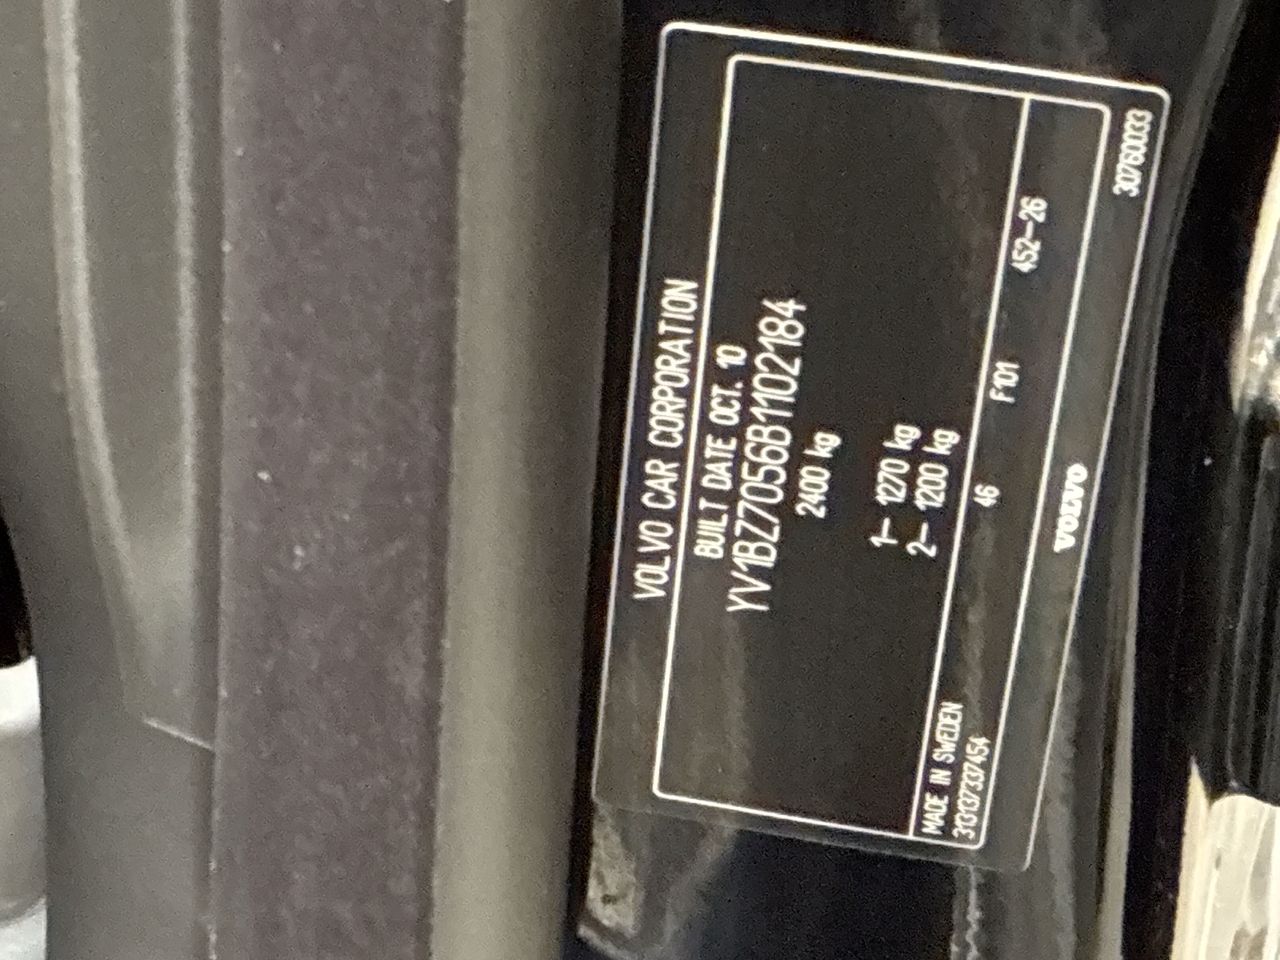 VOLVO CAR CORPORATION
BUILT DATE OCT. 10
YV1BZ7056B1102184
2400 kg
1– 1270 kg
2– 1200 kg
MADE IN SWEDEN
313137337454 46 F101 452–26
VOLVO
30760033